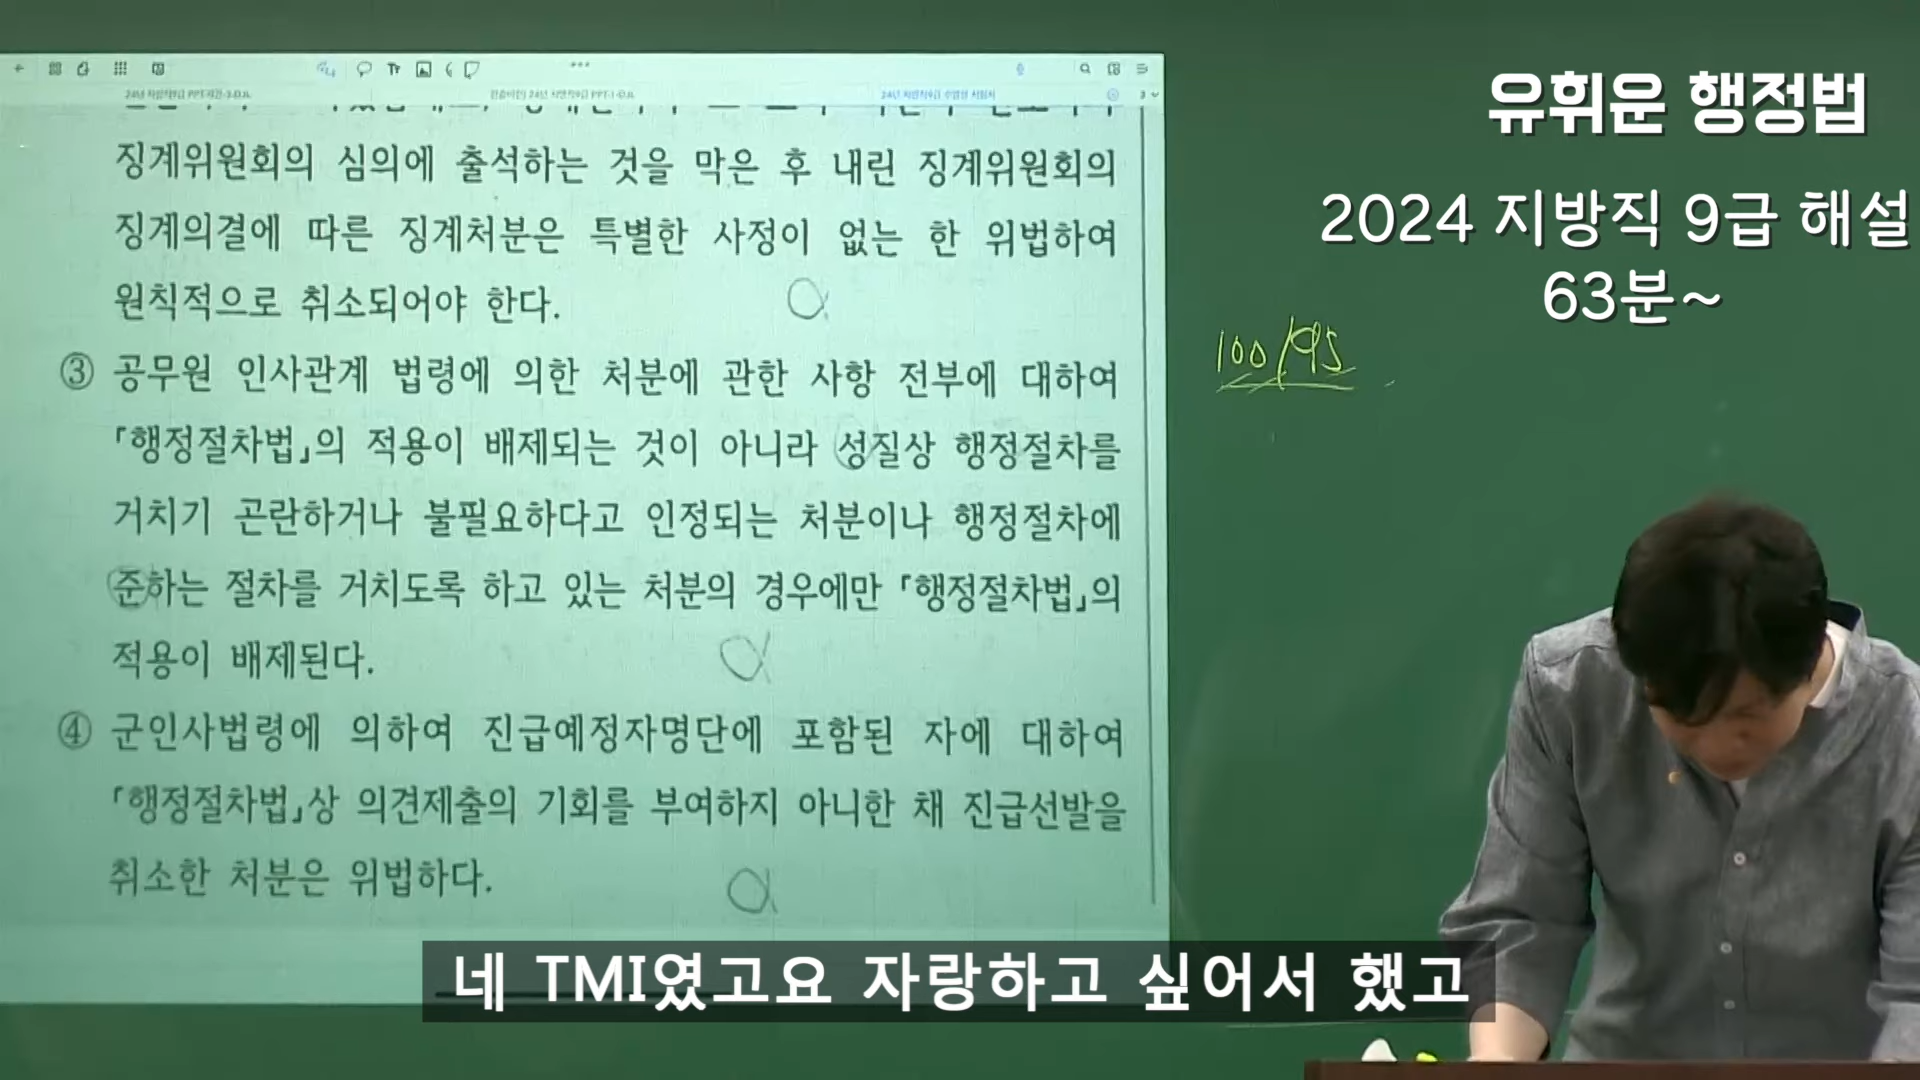 징계위원회의 심의에 출석하는 것을 막은 후 내린 징계위원회의
징계의결에 따른 징계처분은 특별한 사정이 없는 한 위법하여
원칙적으로 취소되어야 한다.
③ 공무원 인사관계 법령에 의한 처분에 관한 사항 전부에 대하여
「행정절차법」의 적용이 배제되는 것이 아니라 성질상 행정절차를
거치기 곤란하거나 불필요하다고 인정되는 처분이나 행정절차에
준하는 절차를 거치도록 하고 있는 처분의 경우에만 「행정절차법」의
적용이 배제된다.
④ 군인사법령에 의하여 진급예정자명단에 포함된 자에 대하여
「행정절차법」상 의견제출의 기회를 부여하지 아니한 채 진급선발을
취소한 처분은 위법하다.
유휘운 행정법
2024 지방직 9급 해설
63분~
100/95
네 TMI였고요 자랑하고 싶어서 했고